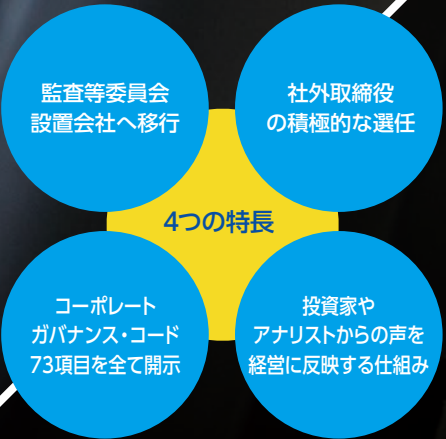 監査等委員会
設置会社へ移行
社外取締役
の積極的な選任
4つの特長
コーポレート
ガバナンス・コード
73項目を全て開示
投資家や
アナリストからの声を
経営に反映する仕組み